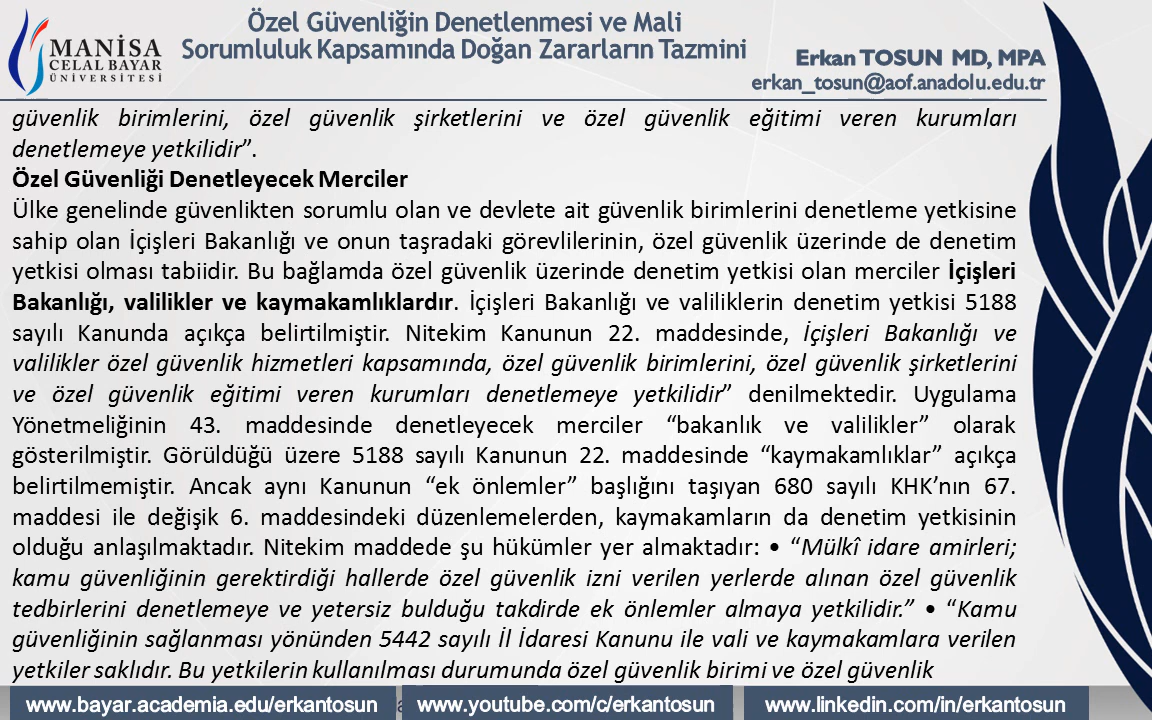 MANİSA
CELAL BAYAR
ÜNİVERSİTESİ
Özel Güvenliğin Denetlenmesi ve Mali
Sorumluluk Kapsamında Doğan Zararların Tazmini
Erkan TOSUN MD, MPA
erkan_tosun@aof.anadolu.edu.tr
güvenlik birimlerini, özel güvenlik şirketlerini ve özel güvenlik eğitimi veren kurumları
denetlemeye yetkilidir”.
Özel Güvenliği Denetleyecek Merciler
Ülke genelinde güvenlikten sorumlu olan ve devlete ait güvenlik birimlerini denetleme yetkisine
sahip olan İçişleri Bakanlığı ve onun taşradaki görevlilerinin, özel güvenlik üzerinde de denetim
yetkisi olması tabiidir. Bu bağlamda özel güvenlik üzerinde denetim yetkisi olan merciler İçişleri
Bakanlığı, valilikler ve kaymakamlıklardır. İçişleri Bakanlığı ve valiliklerin denetim yetkisi 5188
sayılı Kanunda açıkça belirtilmiştir. Nitekim Kanunun 22. maddesinde, İçişleri Bakanlığı ve
valilikler özel güvenlik hizmetleri kapsamında, özel güvenlik birimlerini, özel güvenlik şirketlerini
ve özel güvenlik eğitimi veren kurumları denetlemeye yetkilidir” denilmektedir. Uygulama
Yönetmeliğinin 43. maddesinde denetleyecek merciler “bakanlık ve valilikler” olarak
gösterilmiştir. Görüldüğü üzere 5188 sayılı Kanunun 22. maddesinde “kaymakamlıklar” açıkça
belirtilmemiştir. Ancak aynı Kanunun “ek önlemler” başlığını taşıyan 680 sayılı KHK’nın 67.
maddesi ile değişik 6. maddesindeki düzenlemelerden, kaymakamların da denetim yetkisinin
olduğu anlaşılmaktadır. Nitekim maddede şu hükümler yer almaktadır: • “Mülkî idare amirleri;
kamu güvenliğinin gerektirdiği hallerde özel güvenlik izni verilen yerlerde alınan özel güvenlik
tedbirlerini denetlemeye ve yetersiz bulduğu takdirde ek önlemler almaya yetkilidir.” • “Kamu
güvenliğinin sağlanması yönünden 5442 sayılı İl İdaresi Kanunu ile vali ve kaymakamlara verilen
yetkiler saklıdır. Bu yetkilerin kullanılması durumunda özel güvenlik birimi ve özel güvenlik
www.bayar.academia.edu/erkantosun
www.youtube.com/c/erkantosun
www.linkedin.com/in/erkantosun